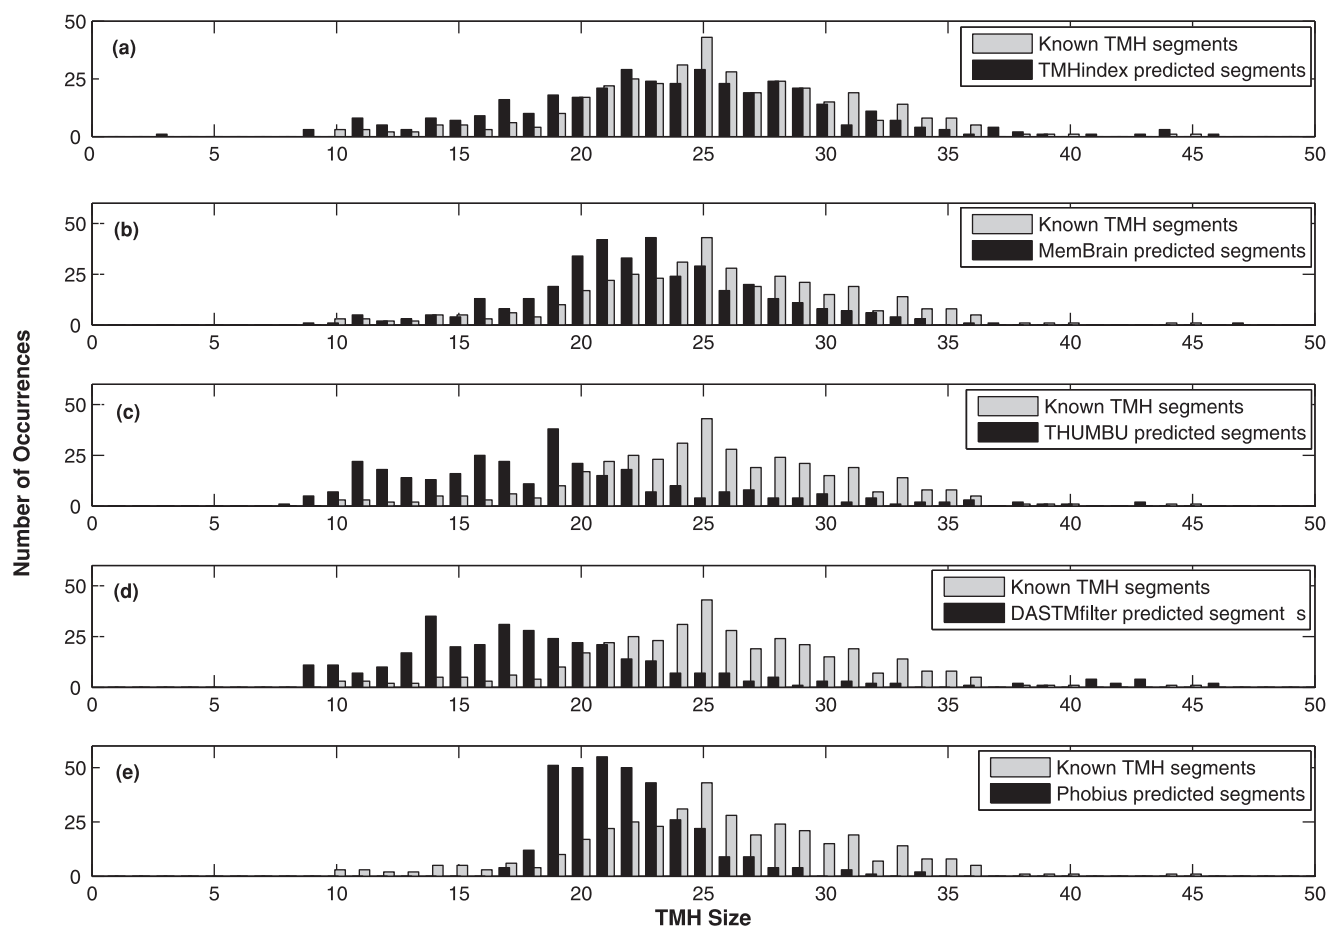 Number of Occurrences
50
(a)
Known TMH segments
25
TMHindex predicted segments
0
0 5 10 15 20 25 30 35 40 45 50
50
(b)
Known TMH segments
25
MemBrain predicted segments
0
0 5 10 15 20 25 30 35 40 45 50
50
(c)
Known TMH segments
25
THUMBU predicted segments
0
0 5 10 15 20 25 30 35 40 45 50
50
(d)
Known TMH segments
25
DASTMfilter predicted segment s
0
0 5 10 15 20 25 30 35 40 45 50
50
(e)
Known TMH segments
25
Phobius predicted segments
0
0 5 10 15 20 25 30 35 40 45 50
TMH Size